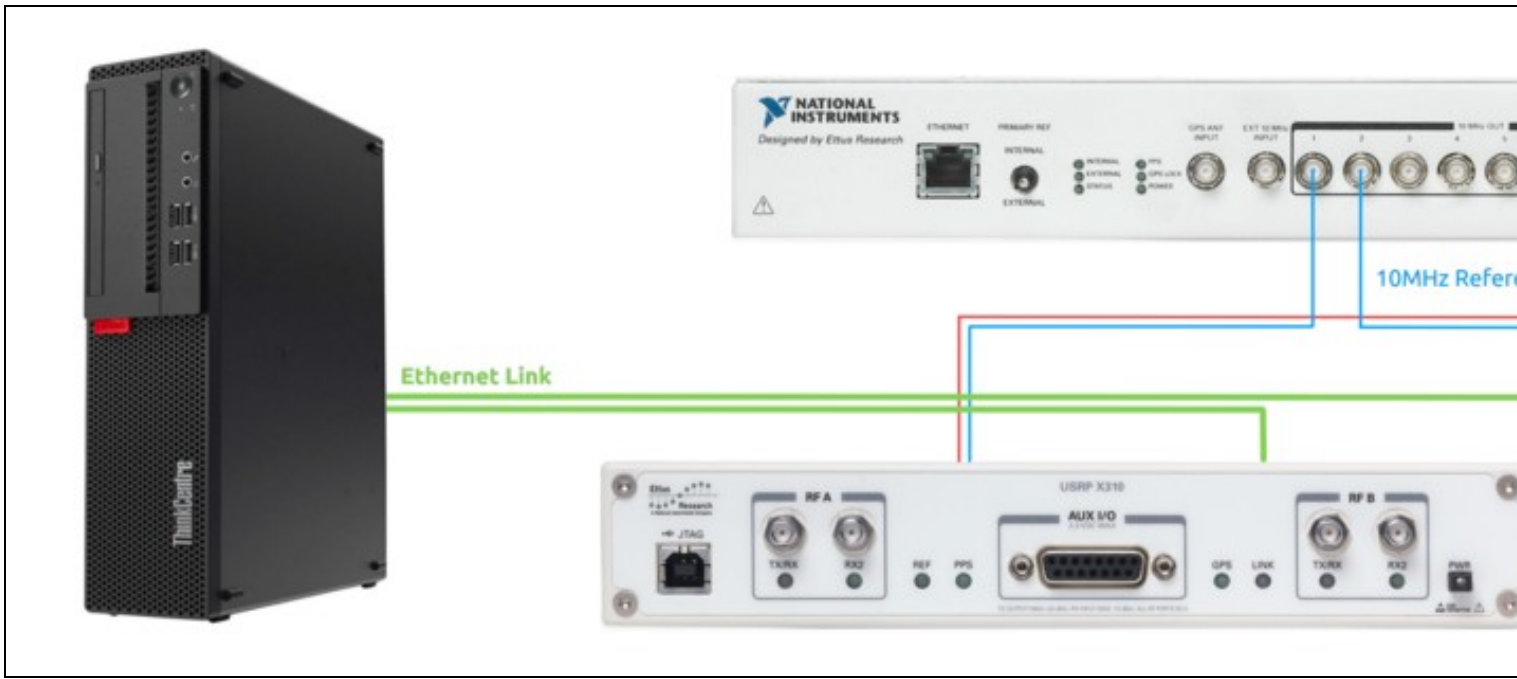 NATIONAL
INSTRUMENTS
Designed by Ettus Research
ETHERNET
PRIMARY REF
INTERNAL
EXTERNAL
INTERNAL
EXTERNAL
STATUS
PPS
GPS LOCK
POWER
GPS ANT
INPUT
EXT 10 MHz
INPUT
10 MHz OUT
1 2 3 4 5
10MHz Refere
Ethernet Link
ThinkCentre
Ettus
Research
USRP X310
JTAG
RF A
TX/RX
RX2
REF
PPS
AUX I/O
GPS
LINK
RF B
TX/RX
RX2
PWR